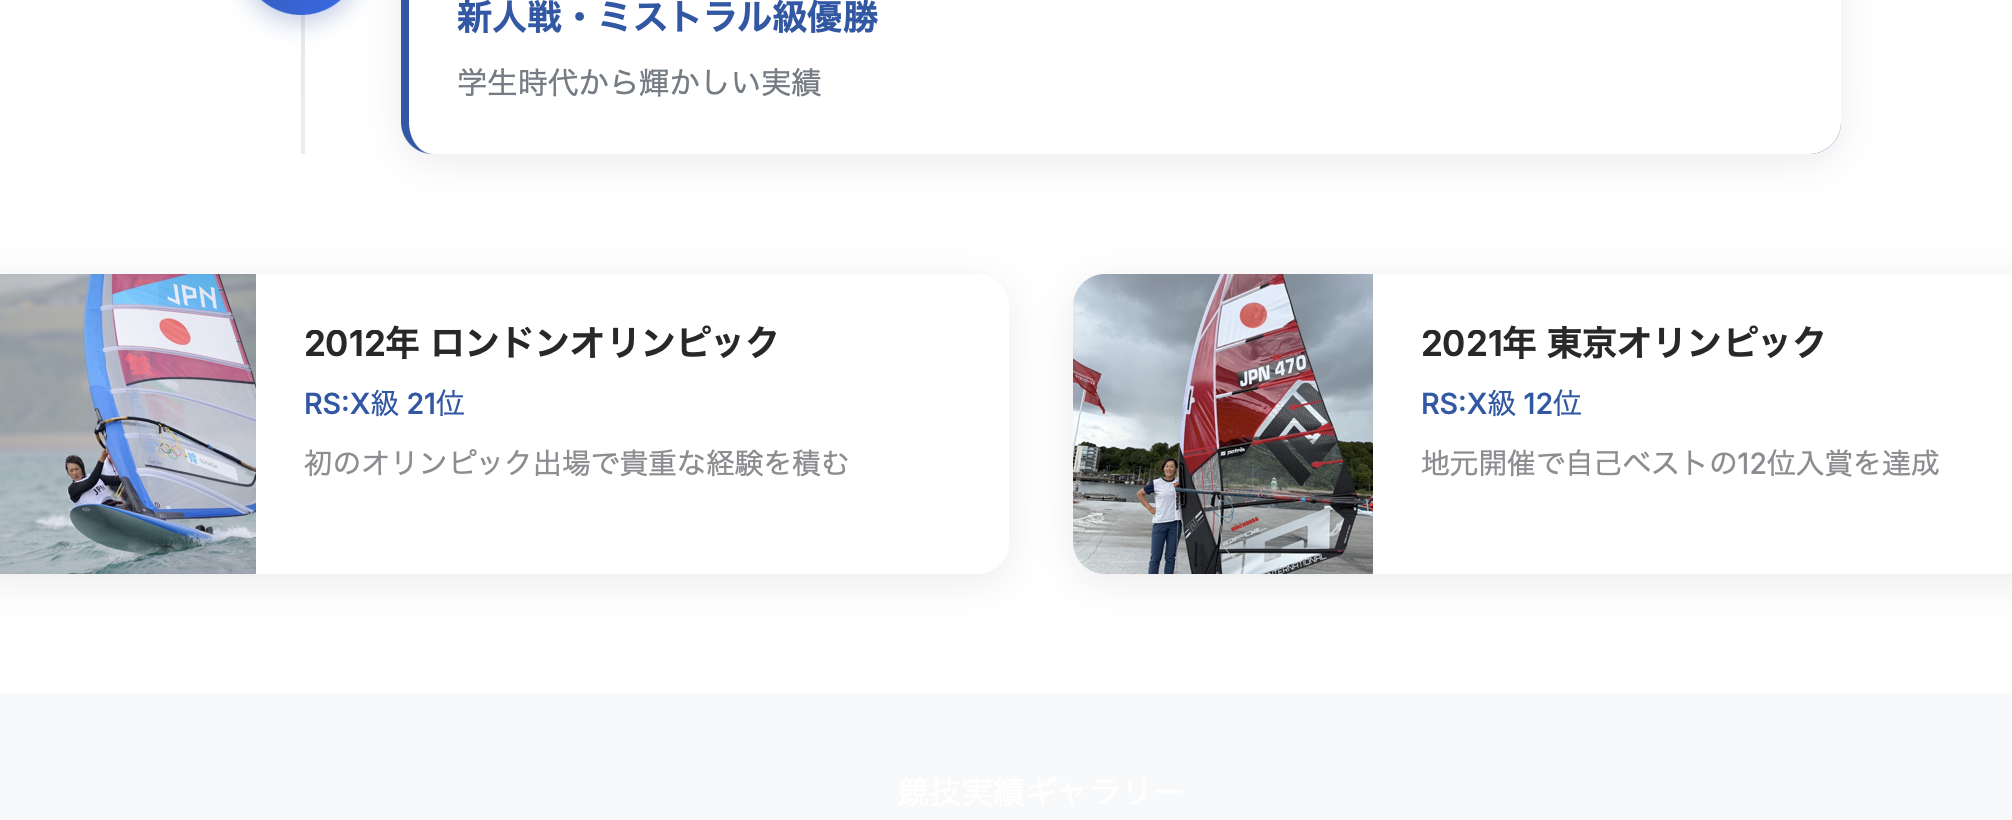 新人戦・ミストラル級優勝
学生時代から輝かしい実績
JPN
2012年 ロンドンオリンピック
RS:X級 21位
初のオリンピック出場で貴重な経験を積む
JPN 470
2021年 東京オリンピック
RS:X級 12位
地元開催で自己ベストの12位入賞を達成
競技実績ギャラリー